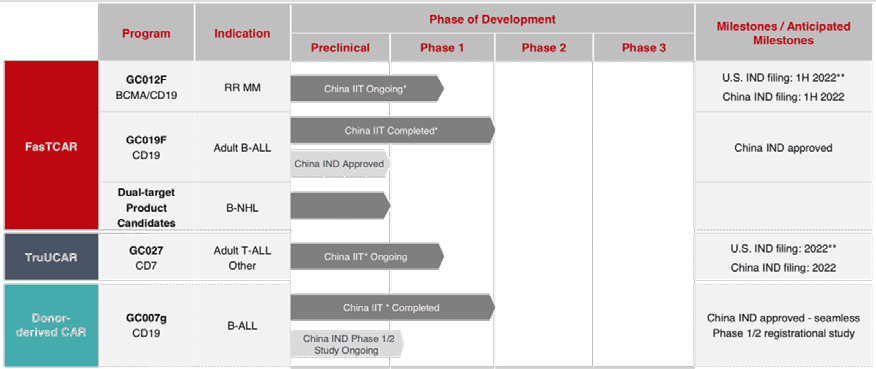 Program
Indication
Phase of Development
Milestones / Anticipated
Milestones
Preclinical
Phase 1
Phase 2
Phase 3
FasTCAR
GC012F
BCMA/CD19
RR MM
China IIT Ongoing*
U.S. IND filing: 1H 2022**
China IND filing: 1H 2022
GC019F
CD19
Adult B-ALL
China IIT Completed*
China IND Approved
China IND approved
Dual-target
Product
Candidates
B-NHL
TruUCAR
GC027
CD7
Adult T-ALL
Other
China IIT* Ongoing
U.S. IND filing: 2022**
China IND filing: 2022
Donor-
derived CAR
GC007g
CD19
B-ALL
China IIT * Completed
China IND Phase 1/2
Study Ongoing
China IND approved - seamless
Phase 1/2 registrational study